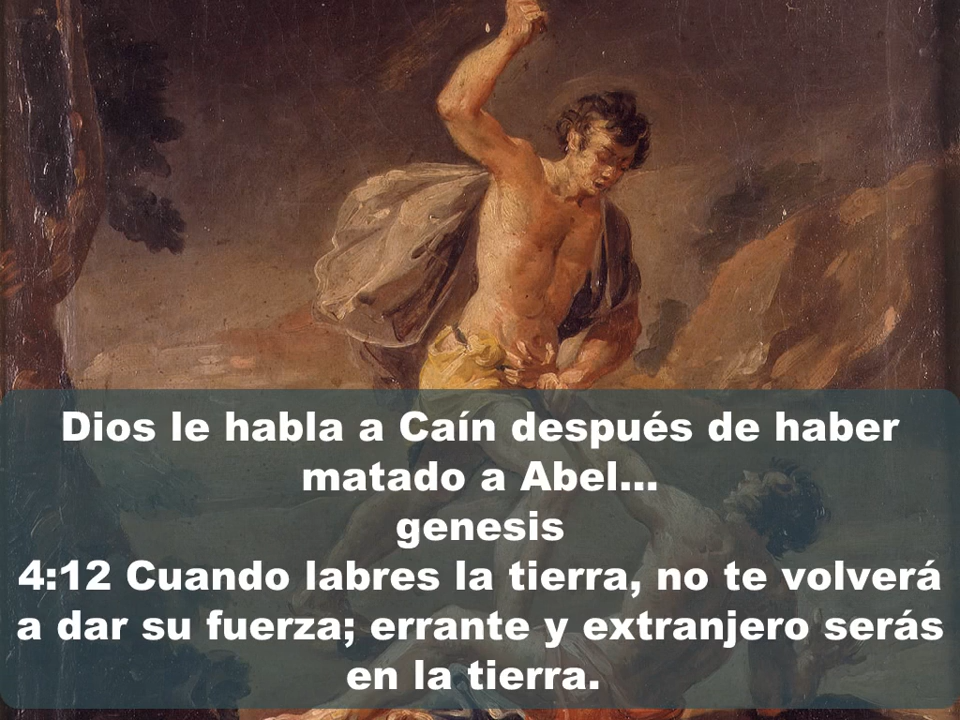 Dios le habla a Caín después de haber
matado a Abel...
genesis
4:12 Cuando labres la tierra, no te volverá
a dar su fuerza; errante y extranjero serás
en la tierra.